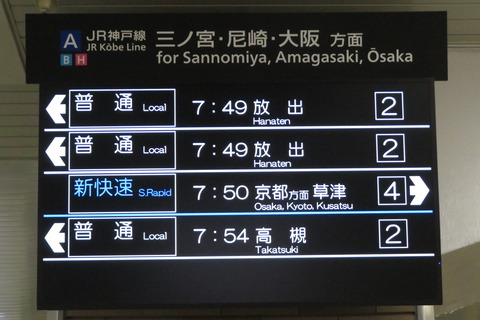 A JR神戸線 三ノ宮・尼崎・大阪 方面
B H JR Kōbe Line for Sannomiya, Amagasaki, Ōsaka
普通 Local 7:49 放出 2
Hanaten
普通 Local 7:49 放出 2
Hanaten
新快速 S.Rapid 7:50 京都方面 草津 4
Osaka, Kyoto, Kusatsu
普通 Local 7:54 高槻 2
Takatsuki